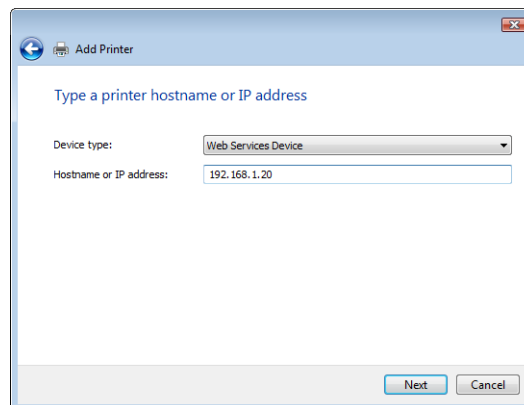 Add Printer
Type a printer hostname or IP address
Device type: Web Services Device
Hostname or IP address: 192.168.1.20
Next Cancel